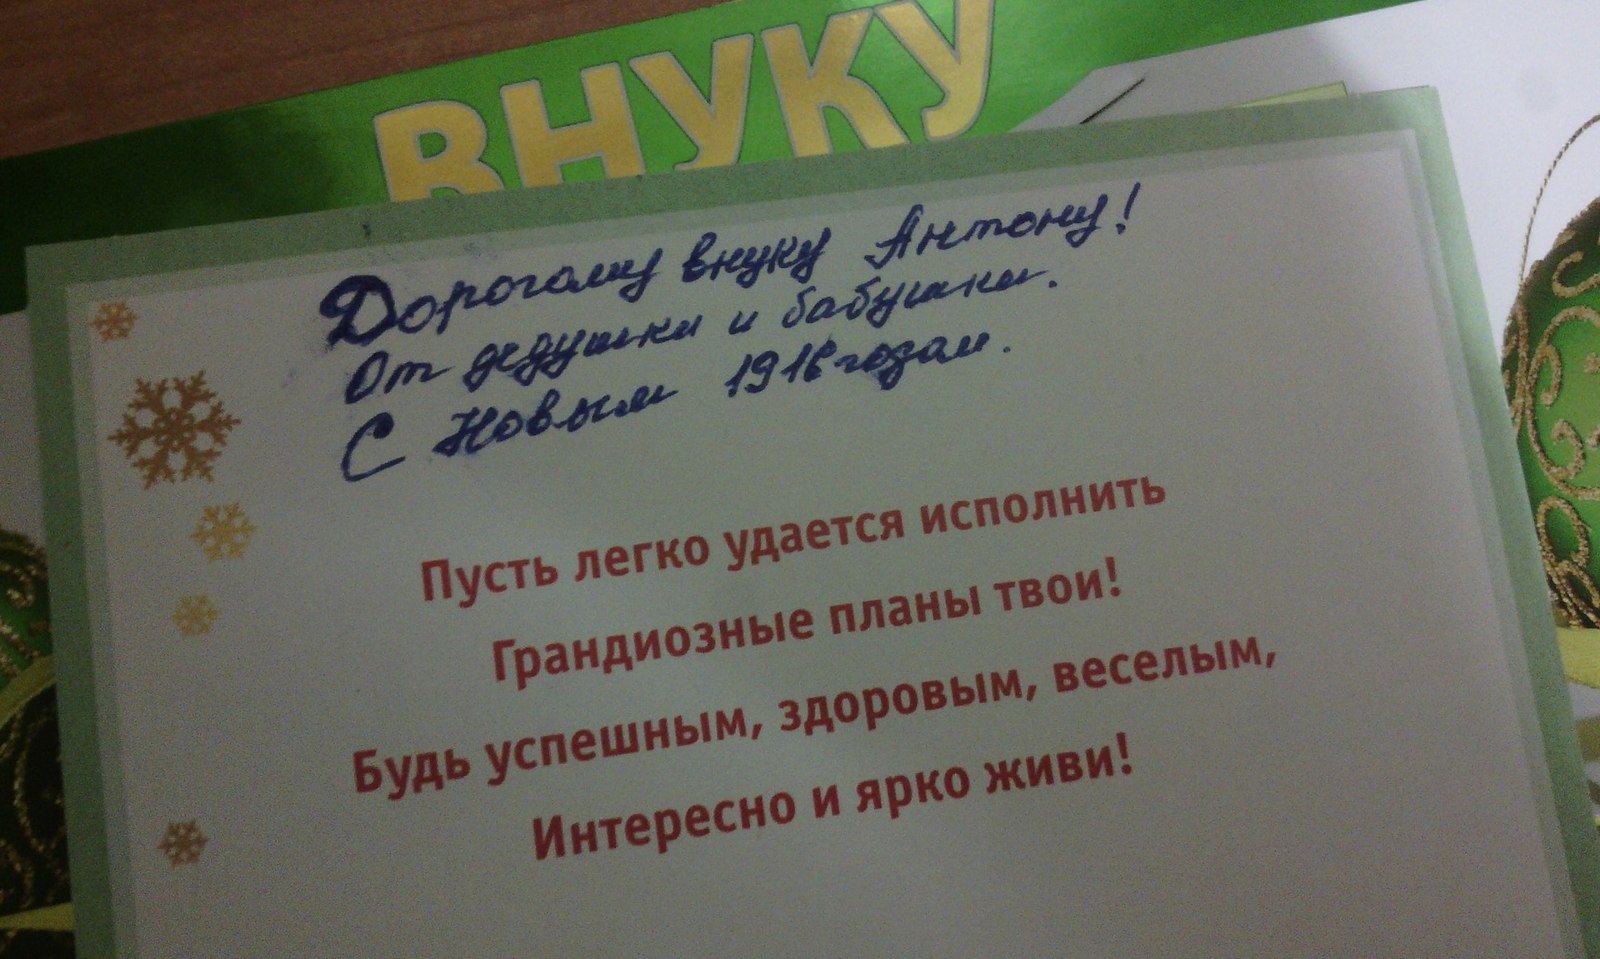 ВНУКУ
Дорогому внуку Антону!
От дедушки и бабушки.
С Новым 1916 годом.
Пусть легко удается исполнить
Грандиозные планы твои!
Будь успешным, здоровым, веселым,
Интересно и ярко живи!